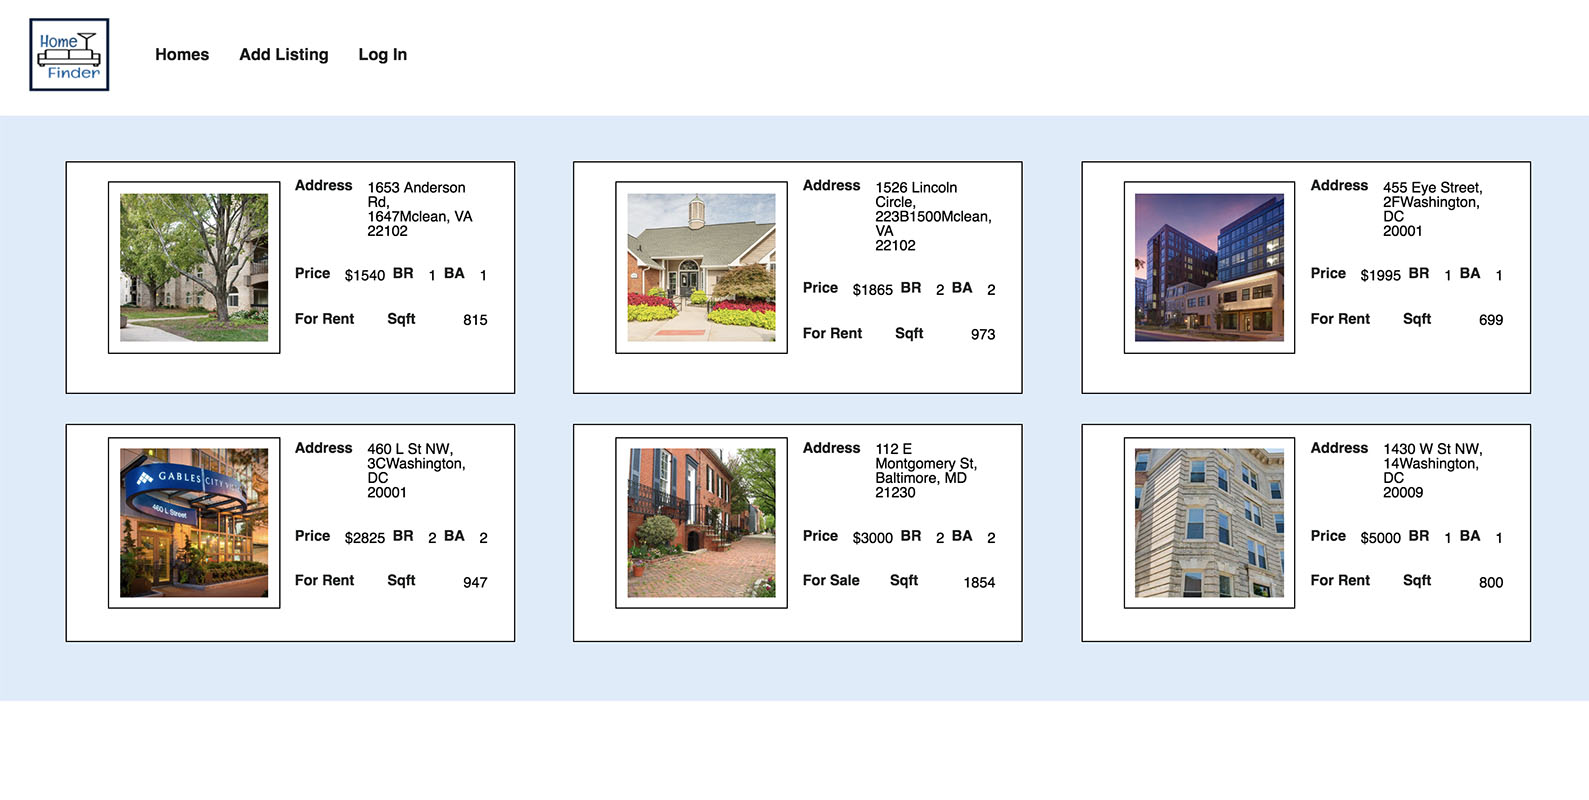 Home
Finder
Homes Add Listing Log In
Address 1653 Anderson
Rd,
1647Mclean, VA
22102
Price $1540 BR 1 BA 1
For Rent Sqft 815
Address 1526 Lincoln
Circle,
223B1500Mclean,
VA
22102
Price $1865 BR 2 BA 2
For Rent Sqft 973
Address 455 Eye Street,
2FWashington,
DC
20001
Price $1995 BR 1 BA 1
For Rent Sqft 699
GABLES CITY
460 L Street
Address 460 L St NW,
3CWashington,
DC
20001
Price $2825 BR 2 BA 2
For Rent Sqft 947
Address 112 E
Montgomery St,
Baltimore, MD
21230
Price $3000 BR 2 BA 2
For Sale Sqft 1854
Address 1430 W St NW,
14Washington,
DC
20009
Price $5000 BR 1 BA 1
For Rent Sqft 800